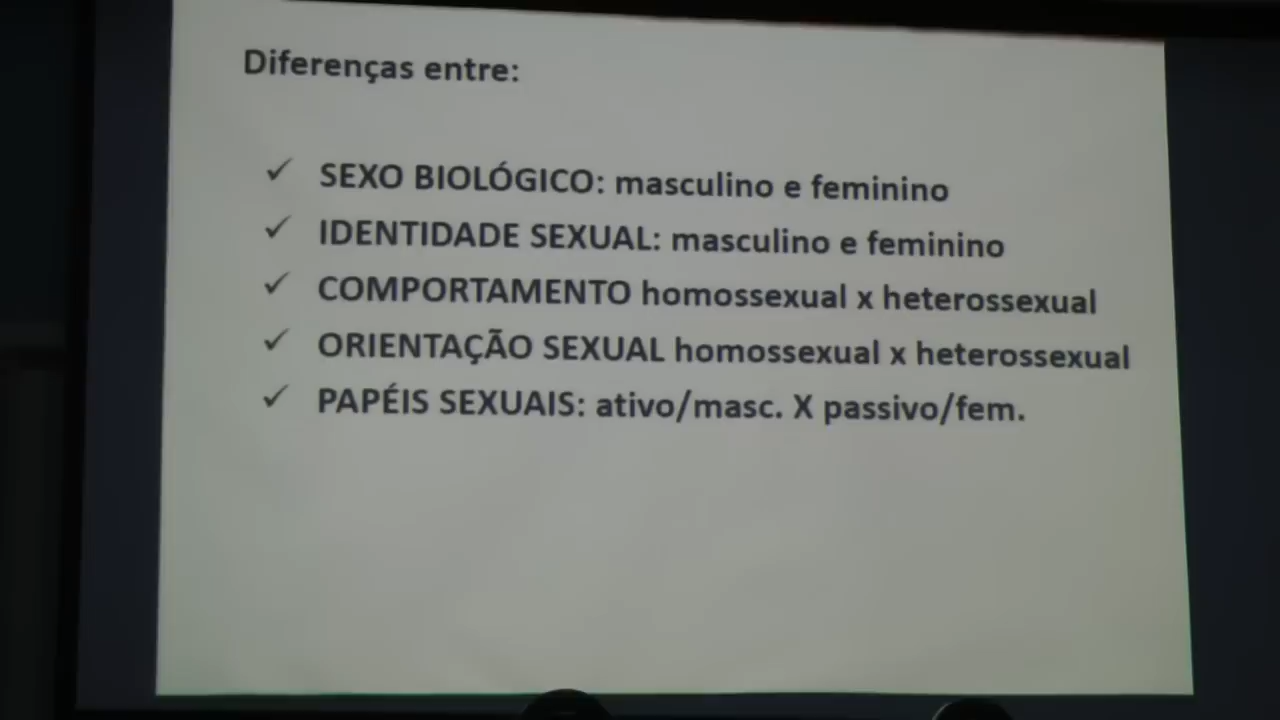 Diferenças entre:
✓ SEXO BIOLÓGICO: masculino e feminino
✓ IDENTIDADE SEXUAL: masculino e feminino
✓ COMPORTAMENTO homossexual x heterossexual
✓ ORIENTAÇÃO SEXUAL homossexual x heterossexual
✓ PAPÉIS SEXUAIS: ativo/masc. X passivo/fem.